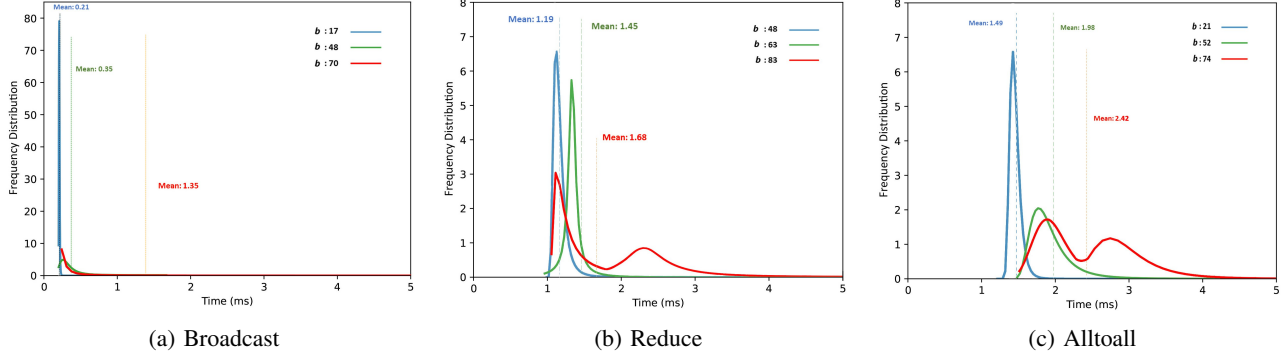 80
70
60
50
40
30
20
10
0
Frequency Distribution
Mean: 0.21
Mean: 0.35
Mean: 1.35
b : 17
b : 48
b : 70
0 1 2 3 4 5
Time (ms)
(a) Broadcast
8
7
6
5
4
3
2
1
0
Frequency Distribution
Mean: 1.19
Mean: 1.45
Mean: 1.68
b : 48
b : 63
b : 83
0 1 2 3 4 5
Time (ms)
(b) Reduce
8
7
6
5
4
3
2
1
0
Frequency Distribution
Mean: 1.49
Mean: 1.98
Mean: 2.42
b : 21
b : 52
b : 74
0 1 2 3 4 5
Time (ms)
(c) Alltoall